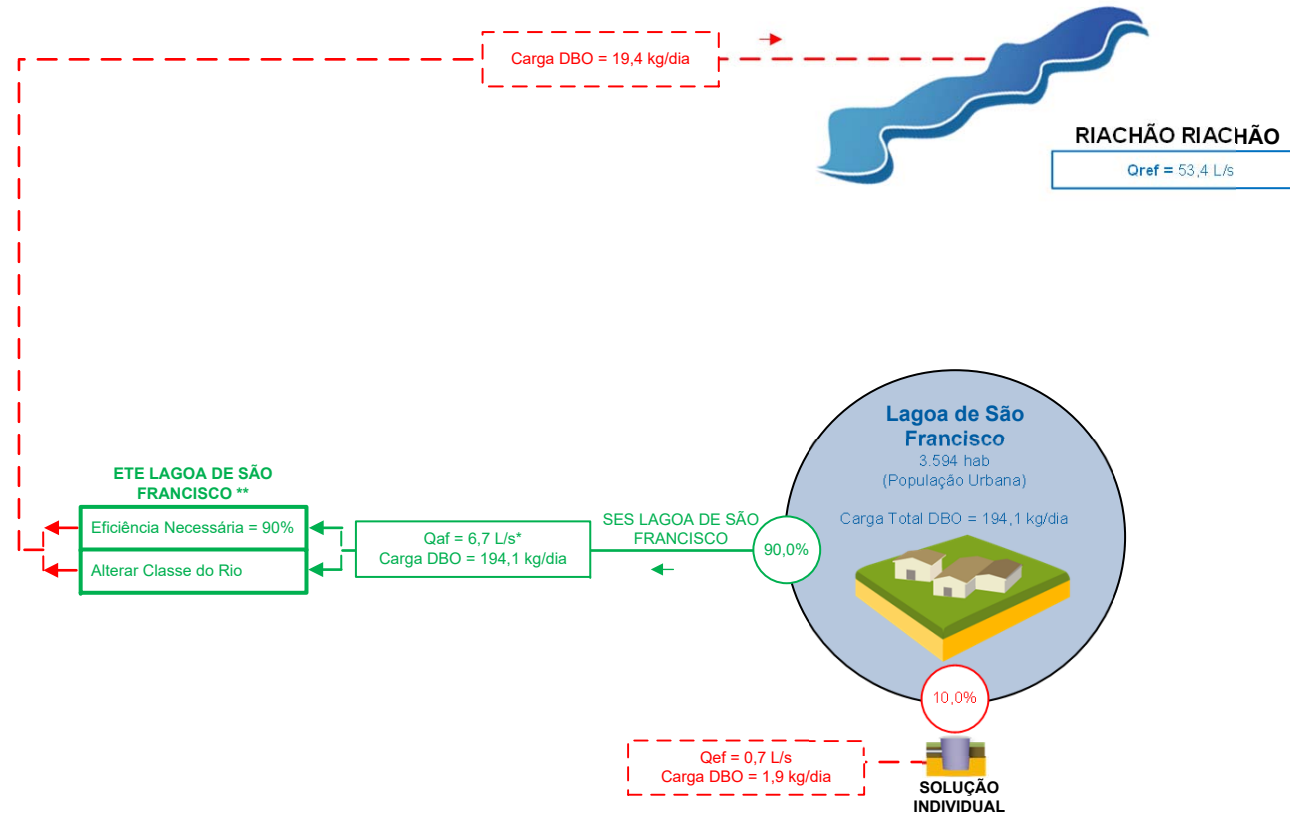 Carga DBO = 19,4 kg/dia
RIACHÃO RIACHÃO
Qref = 53,4 L/s
Lagoa de São
Francisco
3.594 hab
(População Urbana)
Carga Total DBO = 194,1 kg/dia
ETE LAGOA DE SÃO
FRANCISCO **
Eficiência Necessária = 90%
Alterar Classe do Rio
Qaf = 6,7 L/s*
Carga DBO = 194,1 kg/dia
SES LAGOA DE SÃO
FRANCISCO
90,0%
10,0%
Qef = 0,7 L/s
Carga DBO = 1,9 kg/dia
SOLUÇÃO
INDIVIDUAL